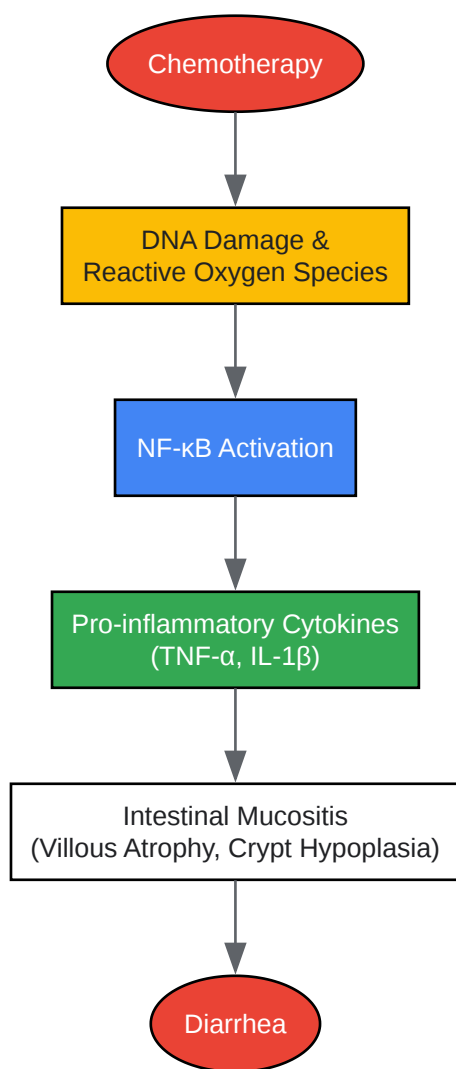 Chemotherapy
DNA Damage &
Reactive Oxygen Species
NF-κB Activation
Pro-inflammatory Cytokines
(TNF-α, IL-1β)
Intestinal Mucositis
(Villous Atrophy, Crypt Hypoplasia)
Diarrhea